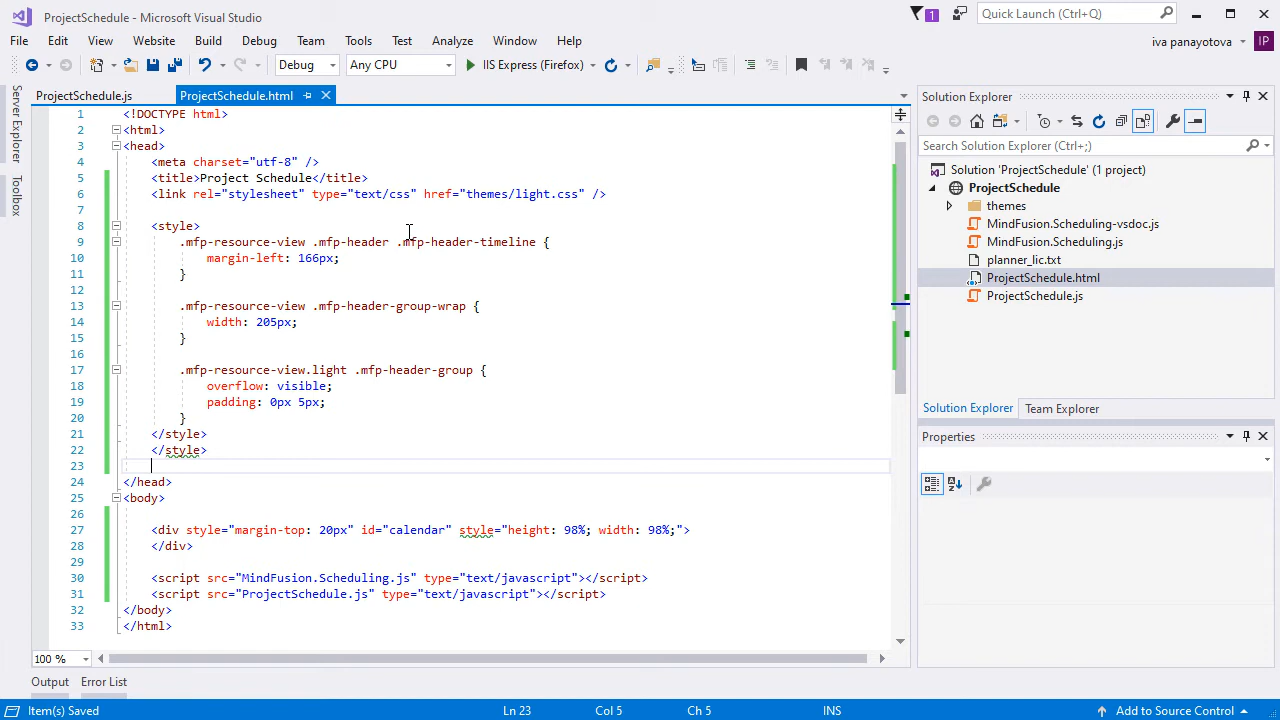 ProjectSchedule - Microsoft Visual Studio
1
Quick Launch (Ctrl+Q)
File Edit View Website Build Debug Team Tools Test Analyze Window Help
iva panayotova
IP
Debug
Any CPU
IIS Express (Firefox)
Server Explorer
Toolbox
ProjectSchedule.js
ProjectSchedule.html
1 <!DOCTYPE html>
2 <html>
3 <head>
4 <meta charset="utf-8" />
5 <title>Project Schedule</title>
6 <link rel="stylesheet" type="text/css" href="themes/light.css" />
7
8 <style>
9 .mfp-resource-view .mfp-header .mfp-header-timeline {
10 margin-left: 166px;
11 }
12
13 .mfp-resource-view .mfp-header-group-wrap {
14 width: 205px;
15 }
16
17 .mfp-resource-view.light .mfp-header-group {
18 overflow: visible;
19 padding: 0px 5px;
20 }
21 </style>
22 </style>
23
24 </head>
25 <body>
26
27 <div style="margin-top: 20px" id="calendar" style="height: 98%; width: 98%;">
28 </div>
29
30 <script src="MindFusion.Scheduling.js" type="text/javascript"></script>
31 <script src="ProjectSchedule.js" type="text/javascript"></script>
32 </body>
33 </html>
100 %
Solution Explorer
Search Solution Explorer (Ctrl+;)
Solution 'ProjectSchedule' (1 project)
ProjectSchedule
themes
MindFusion.Scheduling-vsdoc.js
MindFusion.Scheduling.js
planner_lic.txt
ProjectSchedule.html
ProjectSchedule.js
Solution Explorer Team Explorer
Properties
Output Error List
Item(s) Saved
Ln 23
Col 5
Ch 5
INS
Add to Source Control